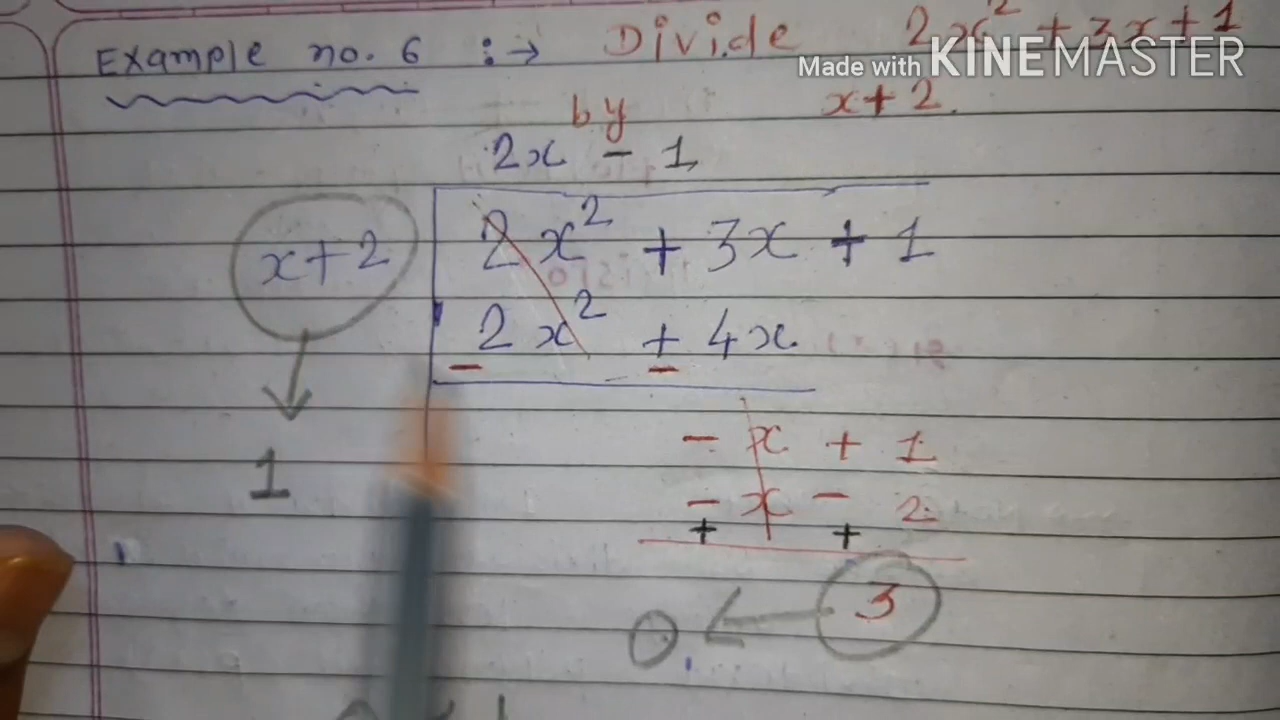 Example no. 6 :→ Divide 2x² + 3x + 1
Made with KINEMASTER
by x + 2.
2x - 1
x + 2 2x² + 3x + 1
2x² + 4x
- -
- x + 1
1
- x - 2
+ +
3
0